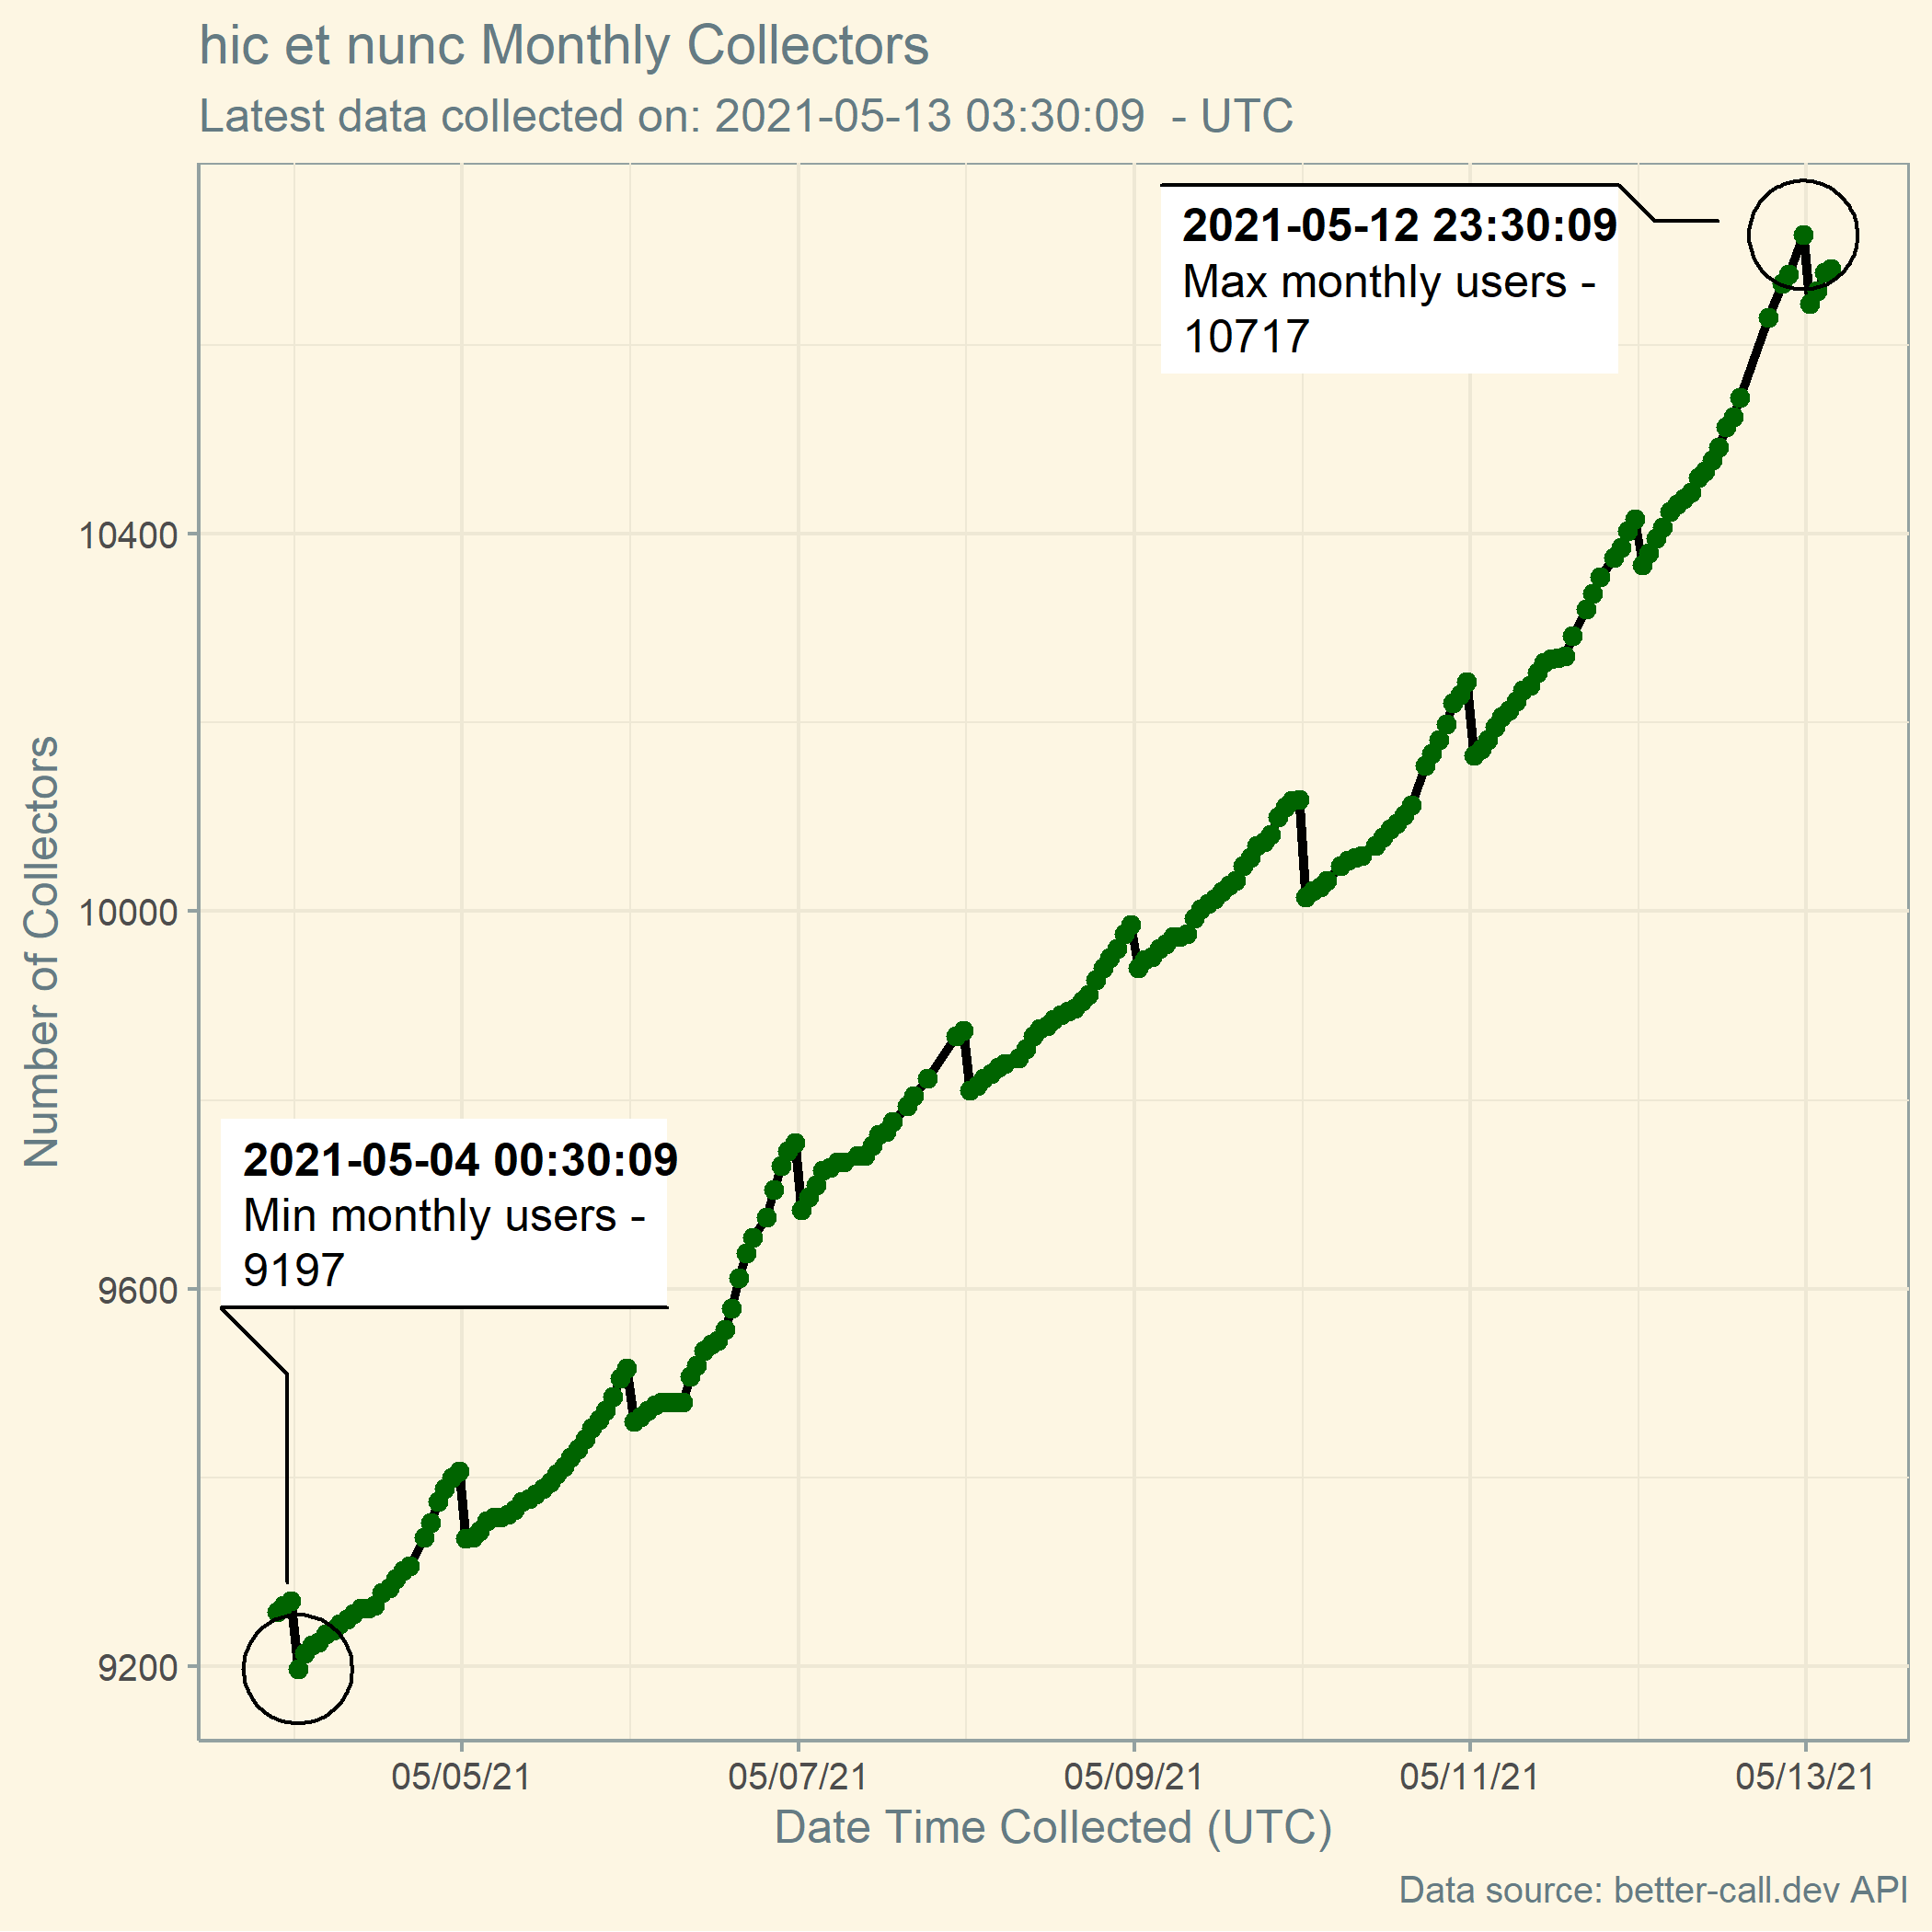 hic et nunc Monthly Collectors
Latest data collected on: 2021-05-13 03:30:09  - UTC
2021-05-12 23:30:09
Max monthly users -
10717
2021-05-04 00:30:09
Min monthly users -
9197
Number of Collectors
10400
10000
9600
9200
05/05/21
05/07/21
05/09/21
05/11/21
05/13/21
Date Time Collected (UTC)
Data source: better-call.dev API